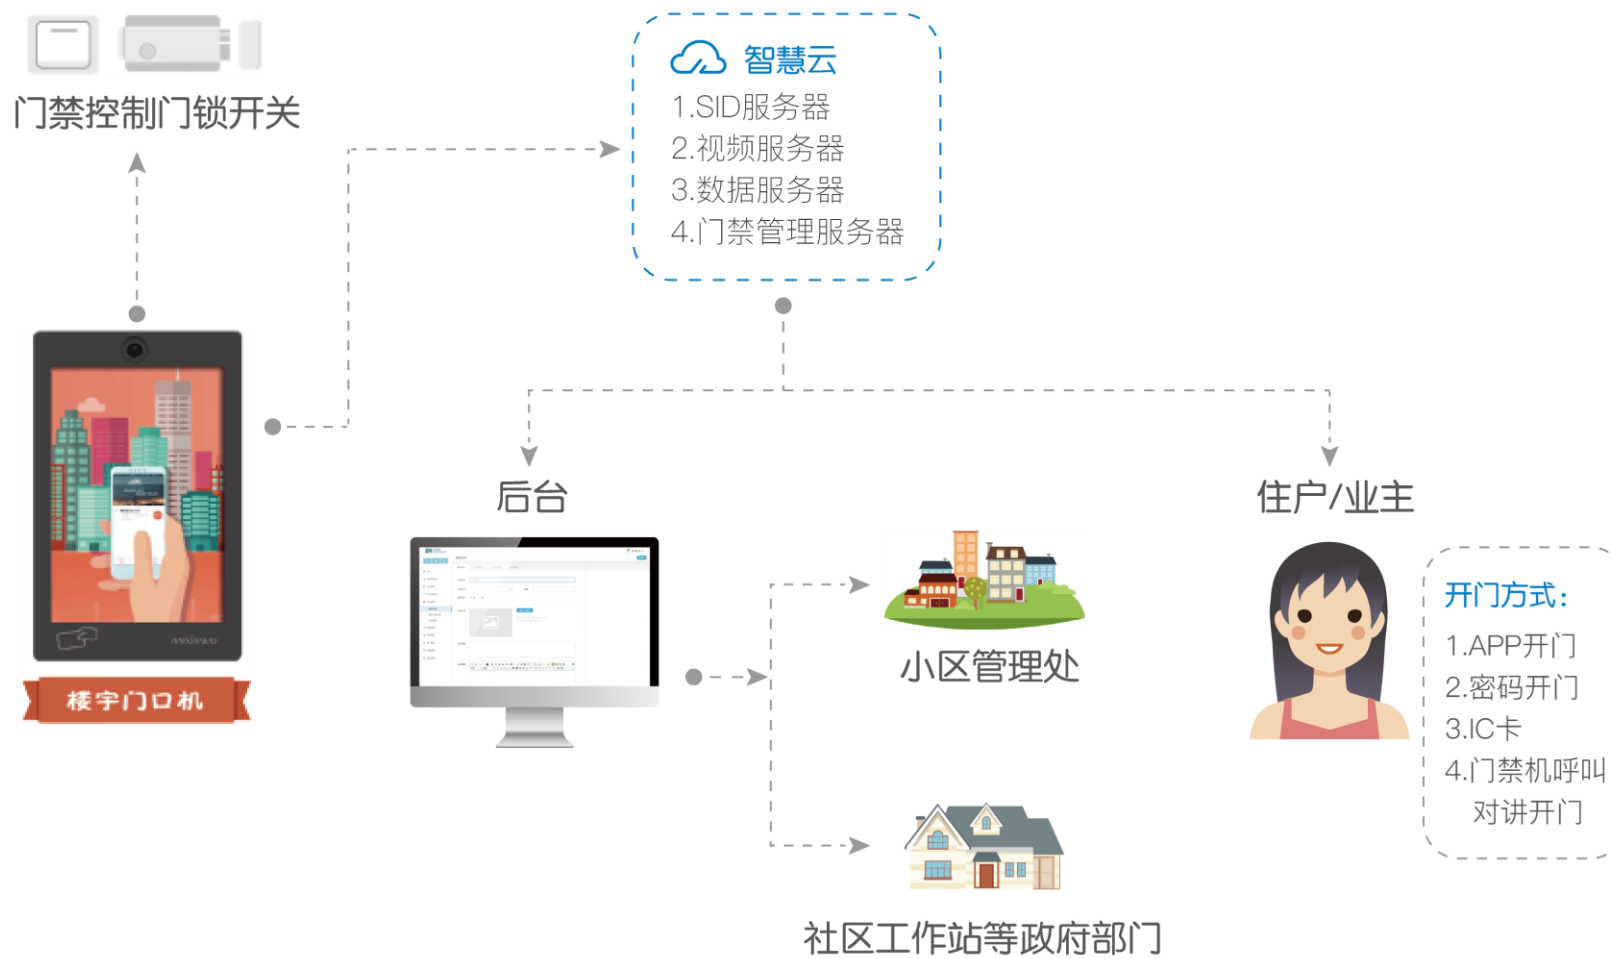 门禁控制门锁开关
智慧云
1.SID服务器
2.视频服务器
3.数据服务器
4.门禁管理服务器
楼宇门口机
后台
住户/业主
小区管理处
社区工作站等政府部门
开门方式：
1.APP开门
2.密码开门
3.IC卡
4.门禁机呼叫
对讲开门